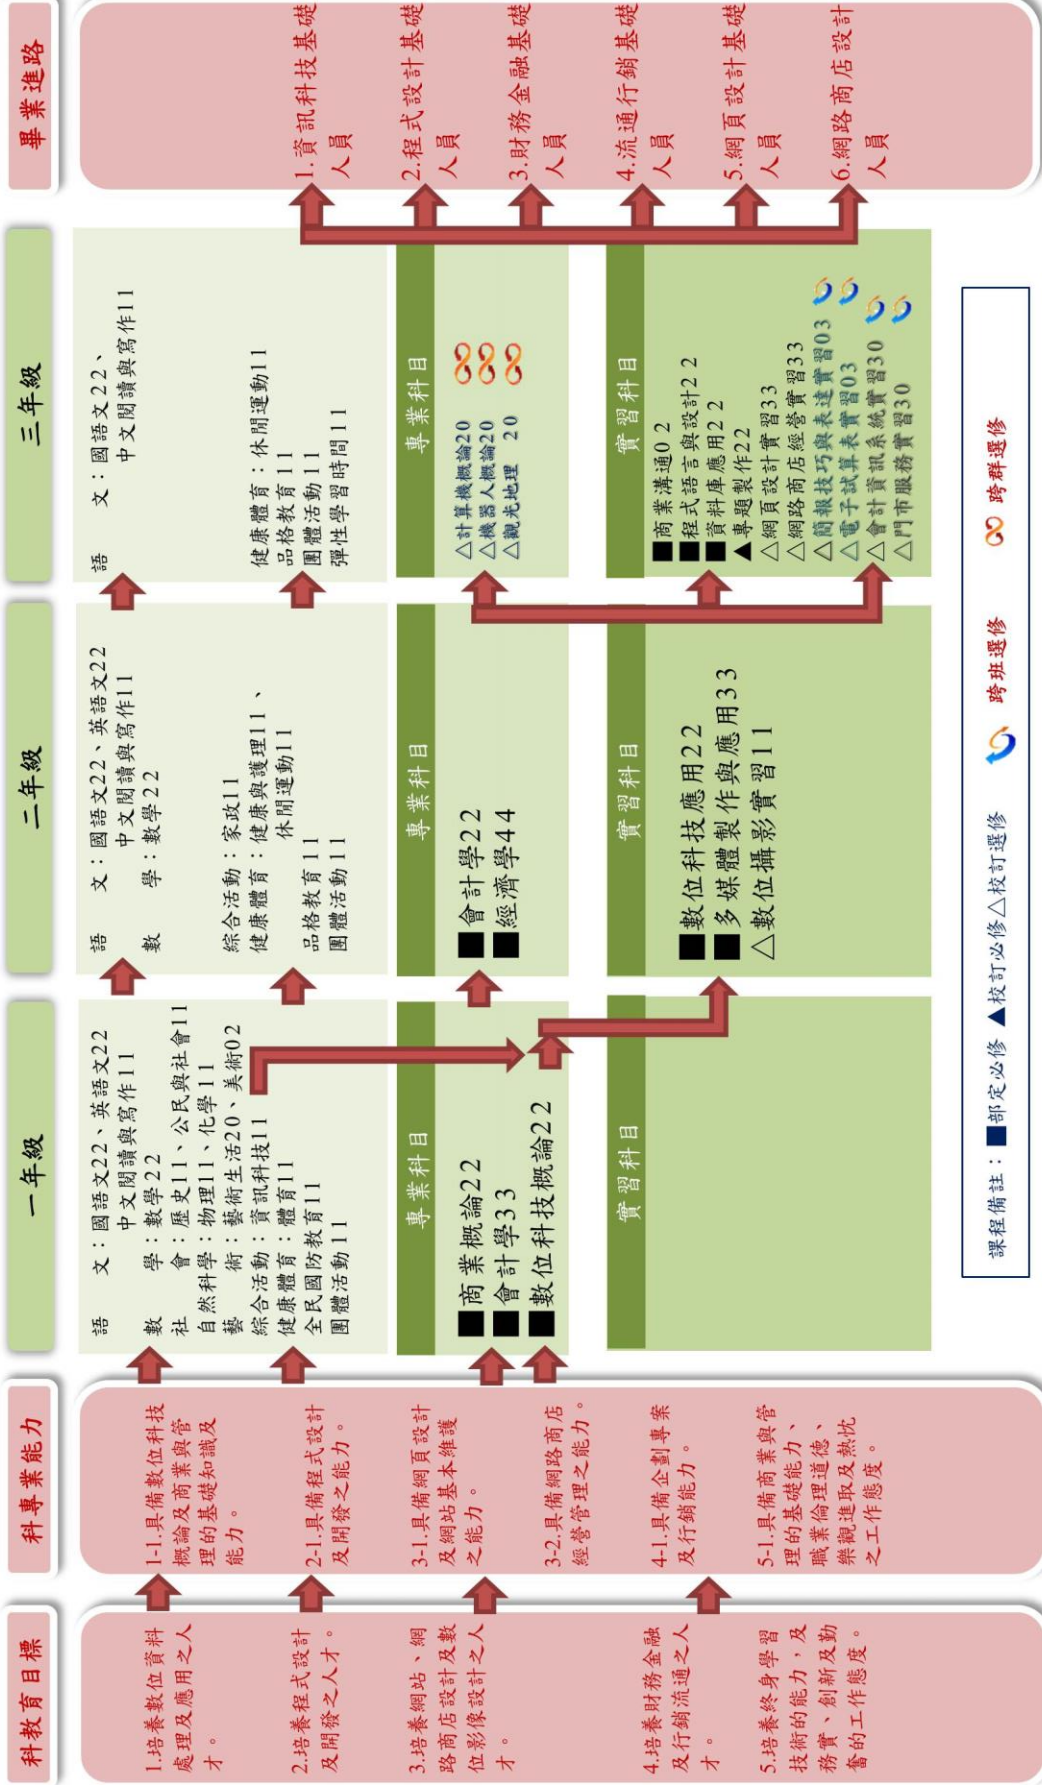 科教育目標
1.培養數位資料
處理及應用之人
才。
2.培養程式設計
及開發之人才。
3.培養網站、網
路商店設計及數
位影像設計之人
才。
4.培養財務金融
及行銷流通之人
才。
5.培養終身學習
技術的能力，及
務實、創新及勤
奮的工作態度。
科專業能力
1-1.具備數位科技
概論及商業與管
理的基礎知識及
能力。
2-1.具備程式設計
及開發之能力。
3-1.具備網頁設計
及網站基本維護
之能力。
3-2.具備網路商店
經營管理之能力。
4-1.具備企劃專案
及行銷能力。
5-1.具備商業與管
理的基礎能力、
職業倫理道德、
樂觀進取及熱忱
之工作態度。
一年級
語　　文：國語文22、英語文22
中文閱讀與寫作11
數　　學：數學22
社　　會：歷史11、公民與社會11
自然科學：物理11、化學11
藝　　術：藝術生活20、美術02
綜合活動：資訊科技11
健康體育：體育11
全民國防教育11
團體活動11
專業科目
■商業概論22
■會計學33
■數位科技概論22
實習科目
二年級
語　　文：國語文22、英語文22
中文閱讀與寫作11
數　　學：數學22
綜合活動：家政11
健康體育：健康與護理11、
休閒運動11
品格教育11
團體活動11
專業科目
■會計學22
■經濟學44
實習科目
■數位科技應用22
■多媒體製作與應用33
△數位攝影實習11
三年級
語　　文：國語文22、
中文閱讀與寫作11
健康體育：休閒運動11
品格教育11
團體活動11
彈性學習時間11
專業科目
△計算機概論20
△機器人概論20
△觀光地理 20
實習科目
■商業溝通0 2
■程式語言與設計2 2
■資料庫應用2 2
▲專題製作22
△網頁設計實習33
△網路商店經營實習33
△簡報技巧與表達實習03
△電子試算表實習03
△會計資訊系統實習30
△門市服務實習30
畢業進路
1.資訊科技基礎
人員
2.程式設計基礎
人員
3.財務金融基礎
人員
4.流通行銷基礎
人員
5.網頁設計基礎
人員
6.網路商店設計
人員
課程備註：■部定必修 ▲校訂必修△校訂選修 跨班選修 跨群選修